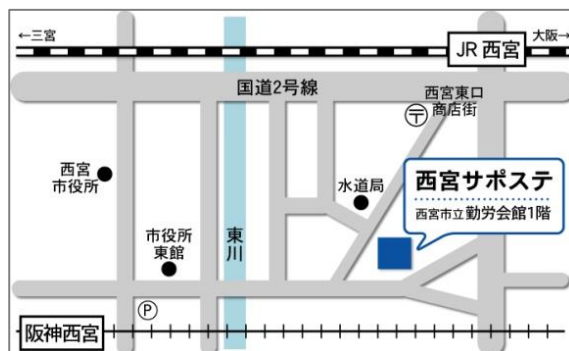 ←三宮
大阪→
JR 西宮
国道2号線
西宮東口
商店街
〒
西宮
市役所
水道局
西宮サポステ
西宮市立勤労会館1階
市役所
東館
東川
P
阪神西宮